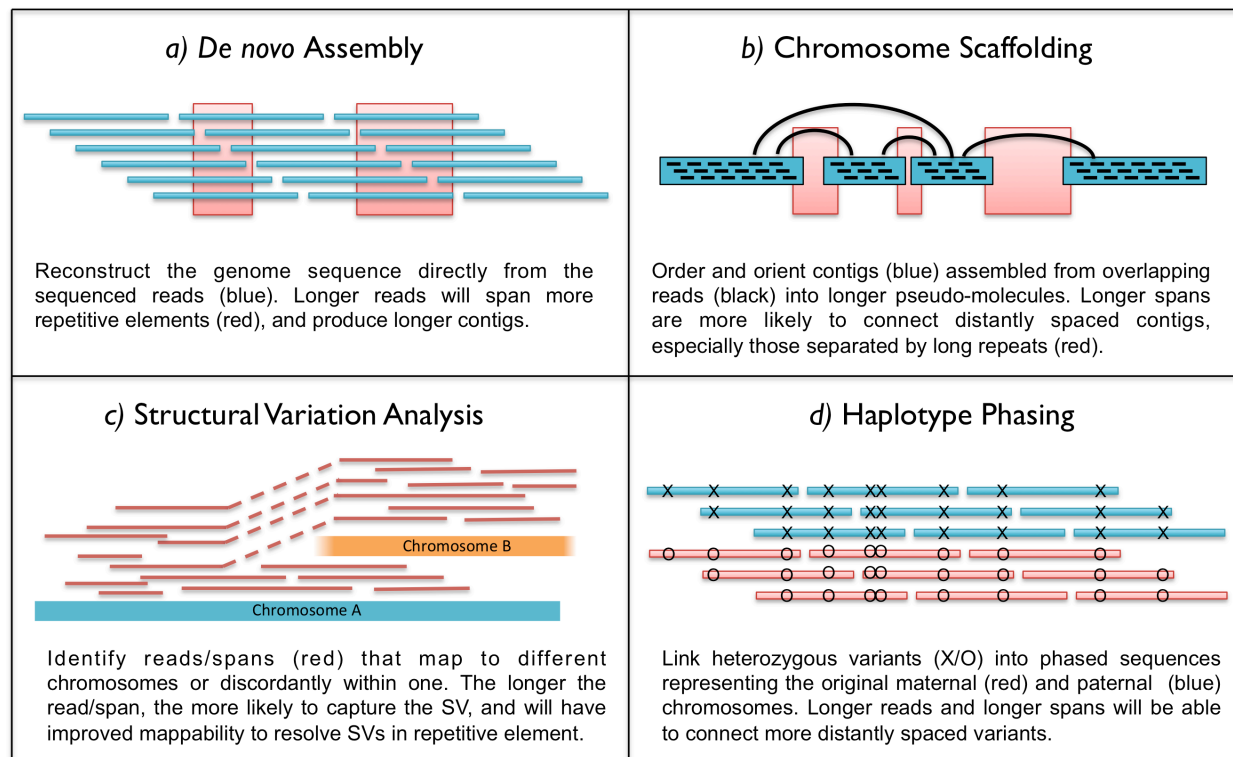 a) De novo Assembly
Reconstruct the genome sequence directly from the
sequenced reads (blue). Longer reads will span more
repetitive elements (red), and produce longer contigs.
b) Chromosome Scaffolding
Order and orient contigs (blue) assembled from overlapping
reads (black) into longer pseudo-molecules. Longer spans
are more likely to connect distantly spaced contigs,
especially those separated by long repeats (red).
c) Structural Variation Analysis
Chromosome B
Chromosome A
Identify reads/spans (red) that map to different
chromosomes or discordantly within one. The longer the
read/span, the more likely to capture the SV, and will have
improved mappability to resolve SVs in repetitive element.
d) Haplotype Phasing
X X X X XX X X X
X X X XX X X X X
X X XX X X X X
O O O O OO O O O
O O O OO O O O O
O O OO O O O O
Link heterozygous variants (X/O) into phased sequences
representing the original maternal (red) and paternal (blue)
chromosomes. Longer reads and longer spans will be able
to connect more distantly spaced variants.